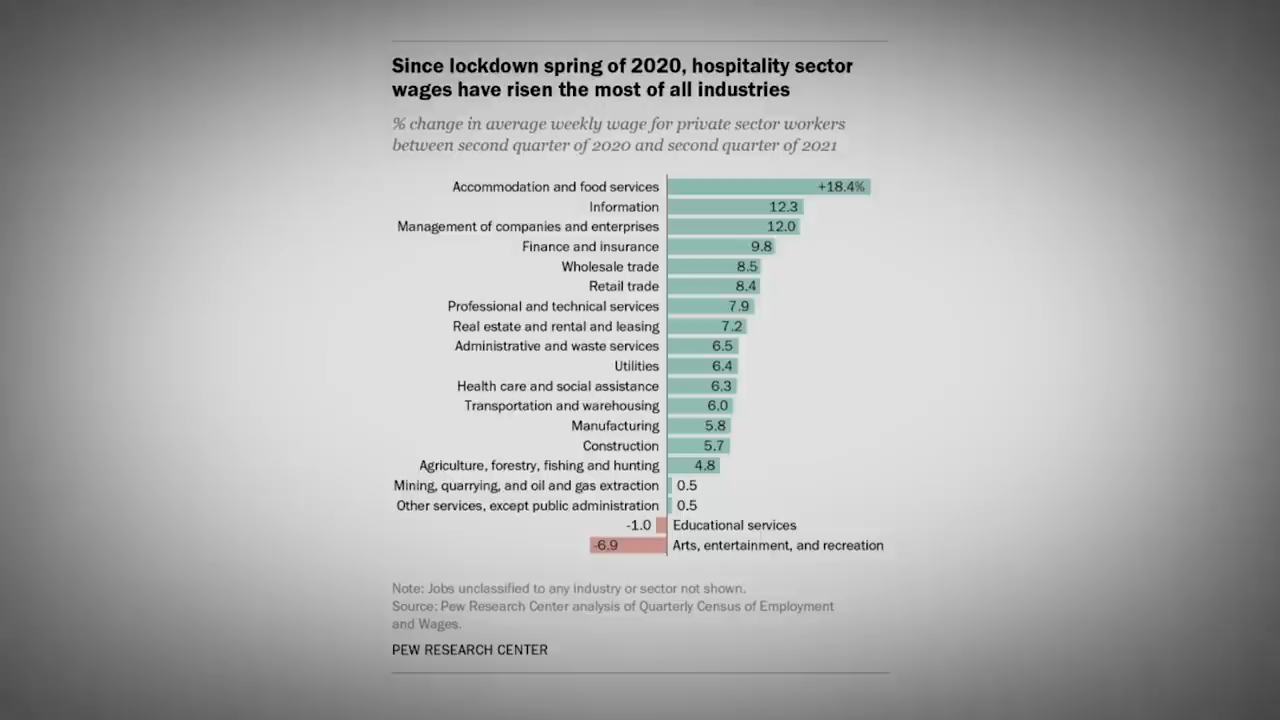 Since lockdown spring of 2020, hospitality sector
wages have risen the most of all industries
% change in average weekly wage for private sector workers
between second quarter of 2020 and second quarter of 2021
Accommodation and food services +18.4%
Information 12.3
Management of companies and enterprises 12.0
Finance and insurance 9.8
Wholesale trade 8.5
Retail trade 8.4
Professional and technical services 7.9
Real estate and rental and leasing 7.2
Administrative and waste services 6.5
Utilities 6.4
Health care and social assistance 6.3
Transportation and warehousing 6.0
Manufacturing 5.8
Construction 5.7
Agriculture, forestry, fishing and hunting 4.8
Mining, quarrying, and oil and gas extraction 0.5
Other services, except public administration 0.5
-1.0 Educational services
-6.9 Arts, entertainment, and recreation
Note: Jobs unclassified to any industry or sector not shown.
Source: Pew Research Center analysis of Quarterly Census of Employment
and Wages.
PEW RESEARCH CENTER